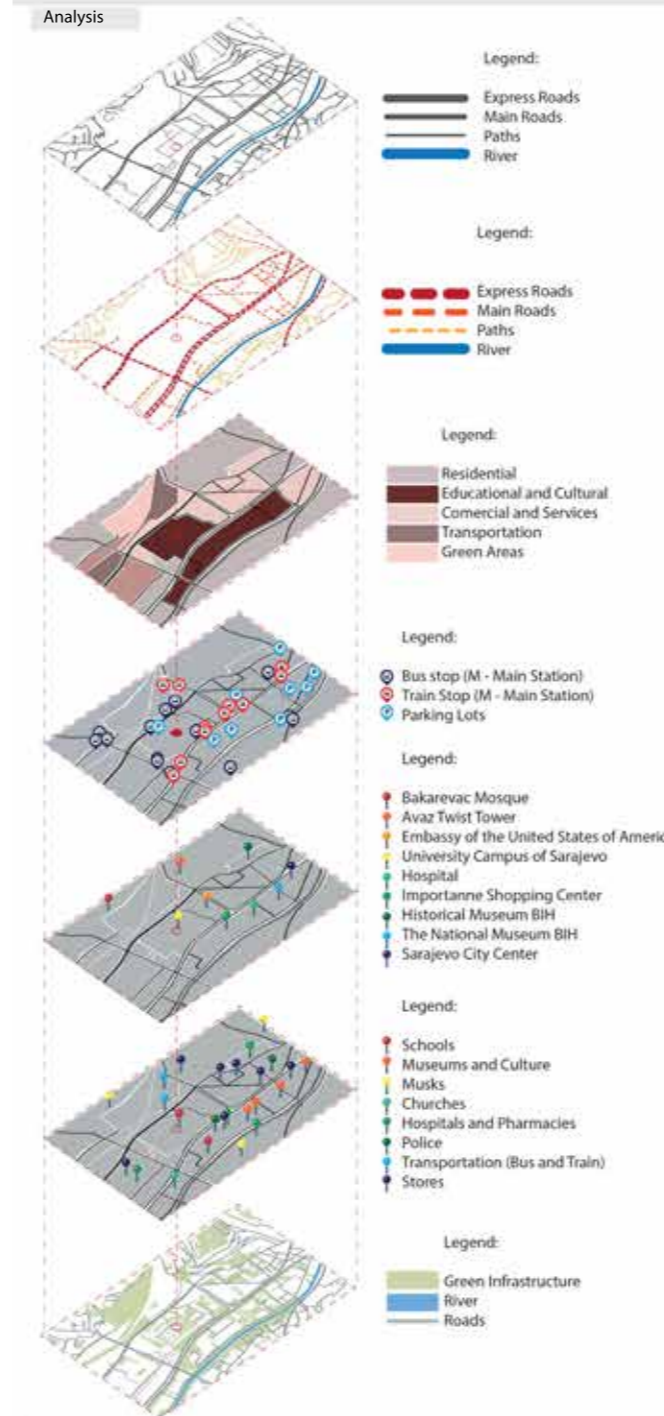 Analysis
Legend:
Express Roads
Main Roads
Paths
River
Legend:
Express Roads
Main Roads
Paths
River
Legend:
Residential
Educational and Cultural
Comercial and Services
Transportation
Green Areas
Legend:
Bus stop (M - Main Station)
Train Stop (M - Main Station)
Parking Lots
Legend:
Bakarevac Mosque
Avaz Twist Tower
Embassy of the United States of Americ
University Campus of Sarajevo
Hospital
Importanne Shopping Center
Historical Museum BIH
The National Museum BIH
Sarajevo City Center
Legend:
Schools
Museums and Culture
Musks
Churches
Hospitals and Pharmacies
Police
Transportation (Bus and Train)
Stores
Legend:
Green Infrastructure
River
Roads